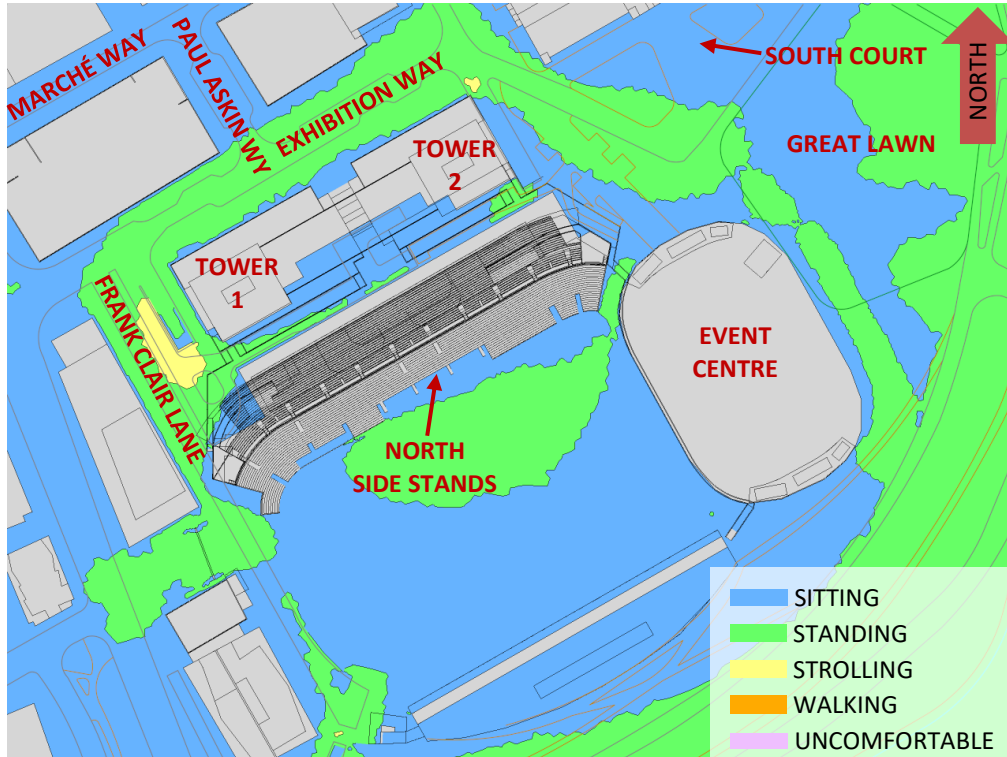 MARCHÉ WAY
PAUL ASKIN WY
EXHIBITION WAY
SOUTH COURT
NORTH
GREAT LAWN
TOWER
2
TOWER
1
FRANK CLAIR LANE
EVENT
CENTRE
NORTH
SIDE STANDS
SITTING
STANDING
STROLLING
WALKING
UNCOMFORTABLE